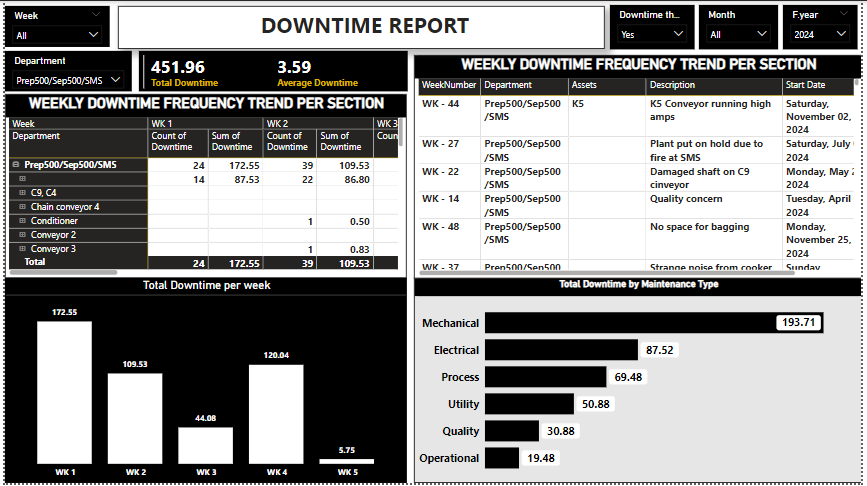 Week
All
DOWNTIME REPORT
Downtime th...
Yes
Month
All
F.year
2024
Department
Prep500/Sep500/SMS
451.96
Total Downtime
3.59
Average Downtime
WEEKLY DOWNTIME FREQUENCY TREND PER SECTION
Week WK 1 WK 2 WK 3
Department Count of Downtime Sum of Downtime Count of Downtime Sum of Downtime Coun
Prep500/Sep500/SMS 24 172.55 39 109.53
14 87.53 22 86.80
C9, C4
Chain conveyor 4
Conditioner 1 0.50
Conveyor 2
Conveyor 3 1 0.83
Total 24 172.55 39 109.53
WEEKLY DOWNTIME FREQUENCY TREND PER SECTION
WeekNumber Department Assets Description Start Date
WK - 44 Prep500/Sep500 K5 K5 Conveyor running high Saturday,
/SMS amps November 02,
2024
WK - 27 Prep500/Sep500 Plant put on hold due to Saturday, July
/SMS fire at SMS 2024
WK - 22 Prep500/Sep500 Damaged shaft on C9 Monday, May 2
/SMS cinveyor 2024
WK - 14 Prep500/Sep500 Quality concern Tuesday, April
/SMS 2024
WK - 48 Prep500/Sep500 No space for bagging Monday,
/SMS November 25,
2024
WK - 37 Prep500/Sep500 Strange noise from cooker Sunday
Total Downtime per week
172.55
109.53
44.08
120.04
5.75
WK 1 WK 2 WK 3 WK 4 WK 5
Total Downtime by Maintenance Type
Mechanical 193.71
Electrical 87.52
Process 69.48
Utility 50.88
Quality 30.88
Operational 19.48